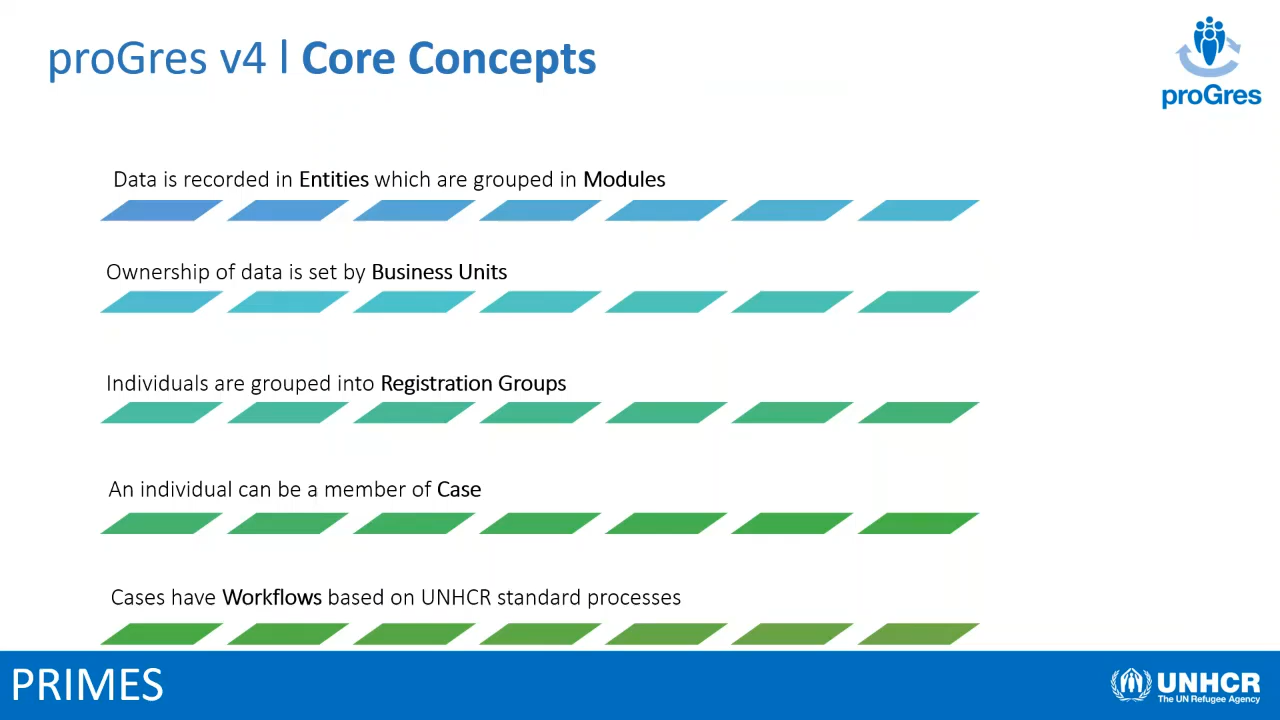 proGres v4 l Core Concepts
proGres
Data is recorded in Entities which are grouped in Modules
Ownership of data is set by Business Units
Individuals are grouped into Registration Groups
An individual can be a member of Case
Cases have Workflows based on UNHCR standard processes
PRIMES
UNHCR
The UN Refugee Agency